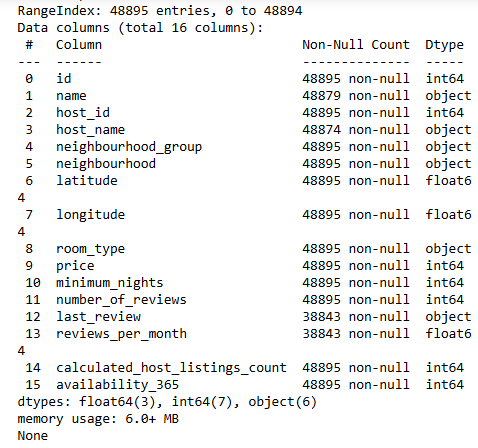 RangeIndex: 48895 entries, 0 to 48894
Data columns (total 16 columns):
 #   Column                          Non-Null Count  Dtype
---  ------                          --------------  -----
 0   id                              48895 non-null  int64
 1   name                            48879 non-null  object
 2   host_id                         48895 non-null  int64
 3   host_name                       48874 non-null  object
 4   neighbourhood_group             48895 non-null  object
 5   neighbourhood                   48895 non-null  object
 6   latitude                        48895 non-null  float6
4
 7   longitude                       48895 non-null  float6
4
 8   room_type                       48895 non-null  object
 9   price                           48895 non-null  int64
 10  minimum_nights                  48895 non-null  int64
 11  number_of_reviews               48895 non-null  int64
 12  last_review                     38843 non-null  object
 13  reviews_per_month               38843 non-null  float6
4
 14  calculated_host_listings_count  48895 non-null  int64
 15  availability_365                48895 non-null  int64
dtypes: float64(3), int64(7), object(6)
memory usage: 6.0+ MB
None